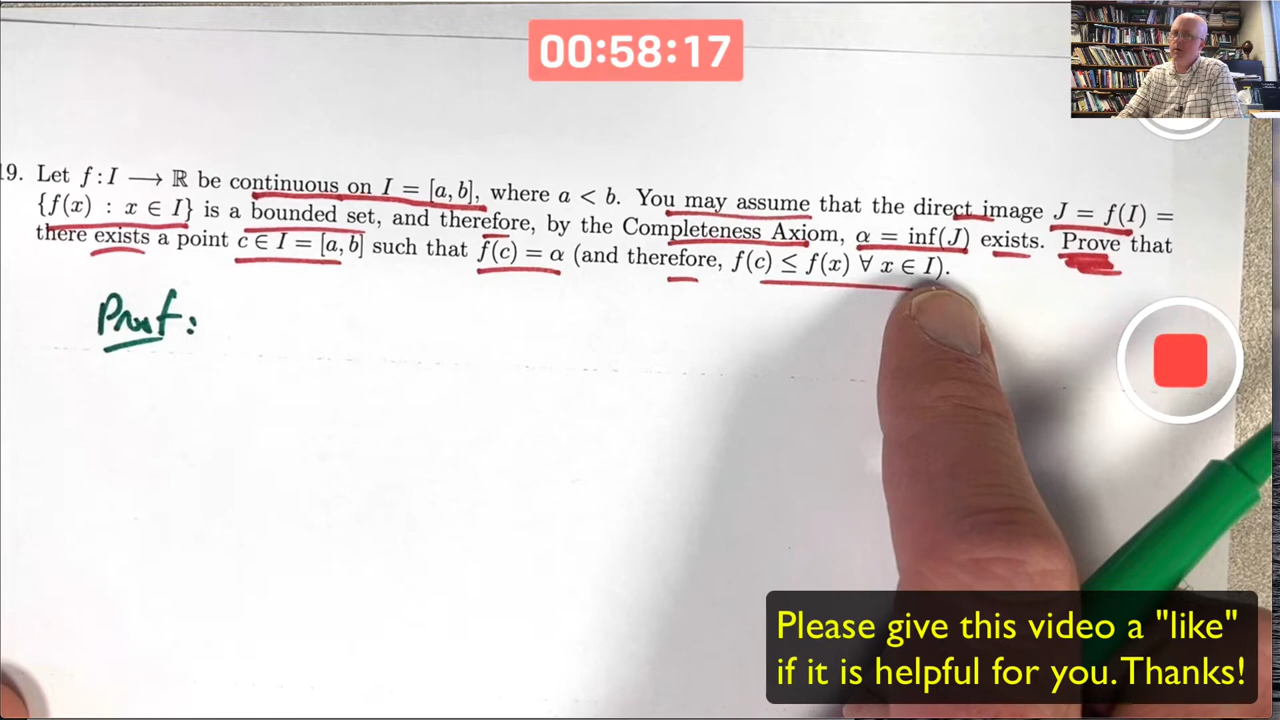 00:58:17
19. Let f : I ⟶ ℝ be continuous on I = [a, b], where a < b. You may assume that the direct image J = f(I) =
{f(x) : x ∈ I} is a bounded set, and therefore, by the Completeness Axiom, α = inf(J) exists. Prove that
there exists a point c ∈ I = [a, b] such that f(c) = α (and therefore, f(c) ≤ f(x) ∀ x ∈ I).
Proof:
Please give this video a "like"
if it is helpful for you. Thanks!